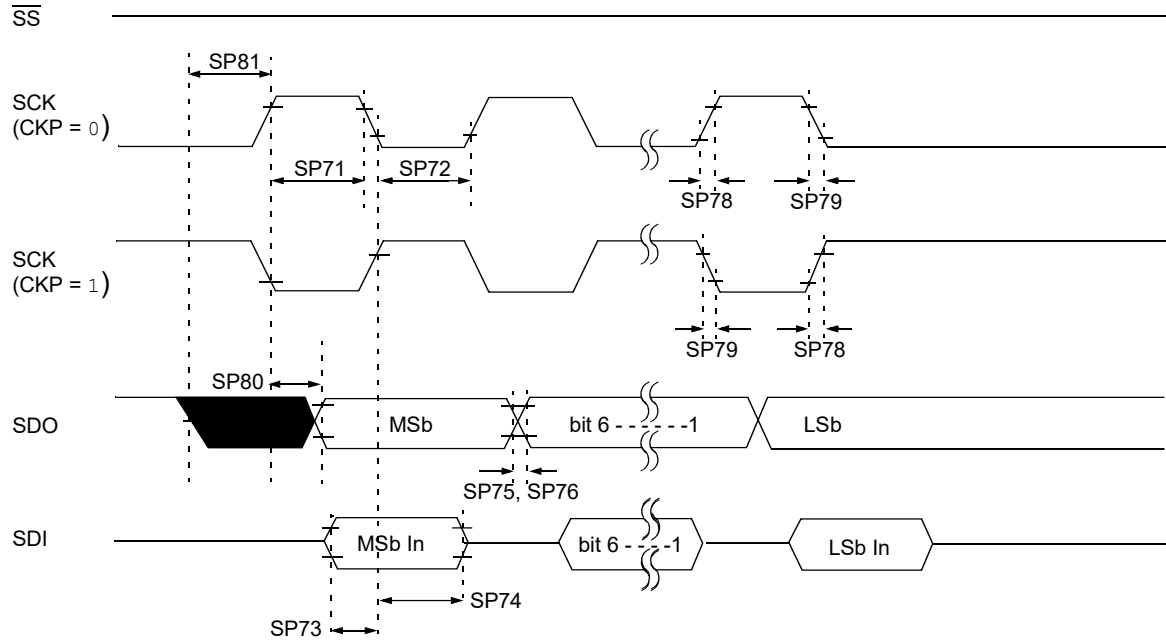 SS
SP81
SCK
(CKP = 0)
SP71
SP72
SP78
SP79
SCK
(CKP = 1)
SP79
SP78
SP80
SDO
MSb
bit 6 - - - - - -1
LSb
SP75, SP76
SDI
MSb In
bit 6 - - - - -1
LSb In
SP74
SP73